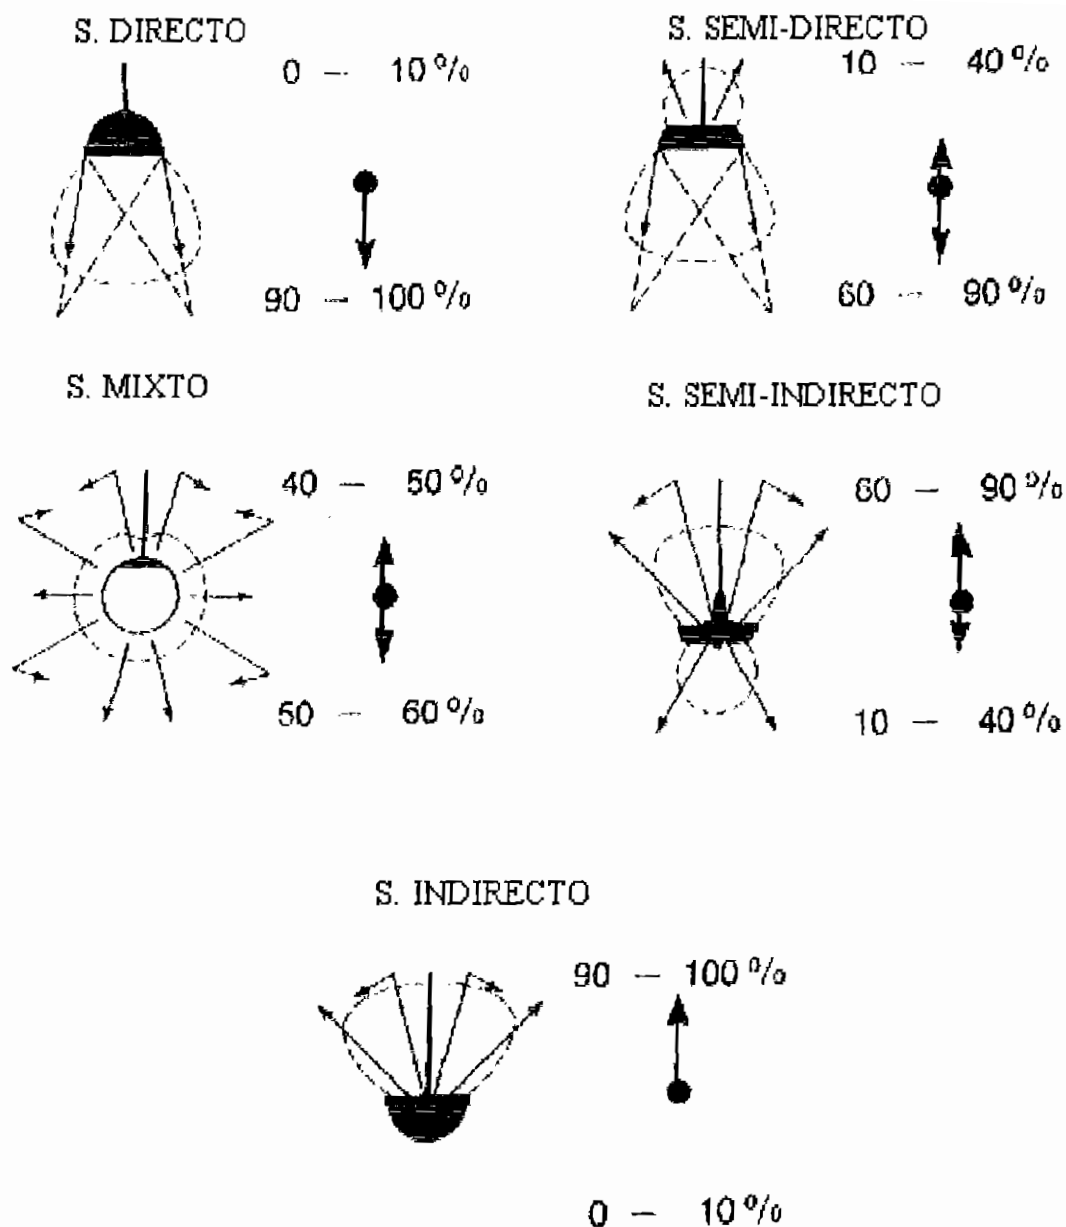 S. DIRECTO
0 – 10 %
90 – 100 %
S. SEMI-DIRECTO
10 – 40 %
60 – 90 %
S. MIXTO
40 – 50 %
50 – 60 %
S. SEMI-INDIRECTO
60 – 90 %
10 – 40 %
S. INDIRECTO
90 – 100 %
0 – 10 %